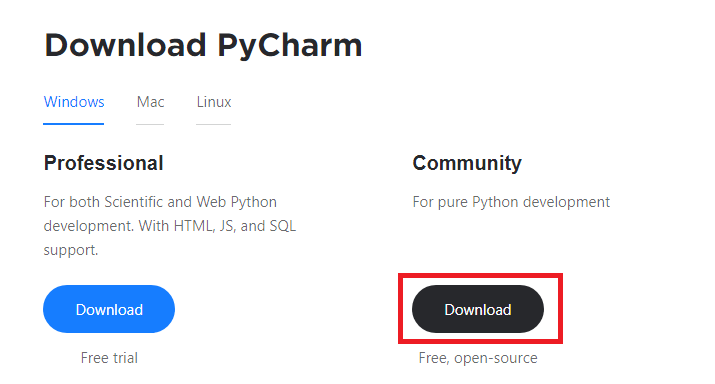 Download PyCharm
Windows Mac Linux
Professional
For both Scientific and Web Python
development. With HTML, JS, and SQL
support.
Download
Free trial
Community
For pure Python development
Download
Free, open-source